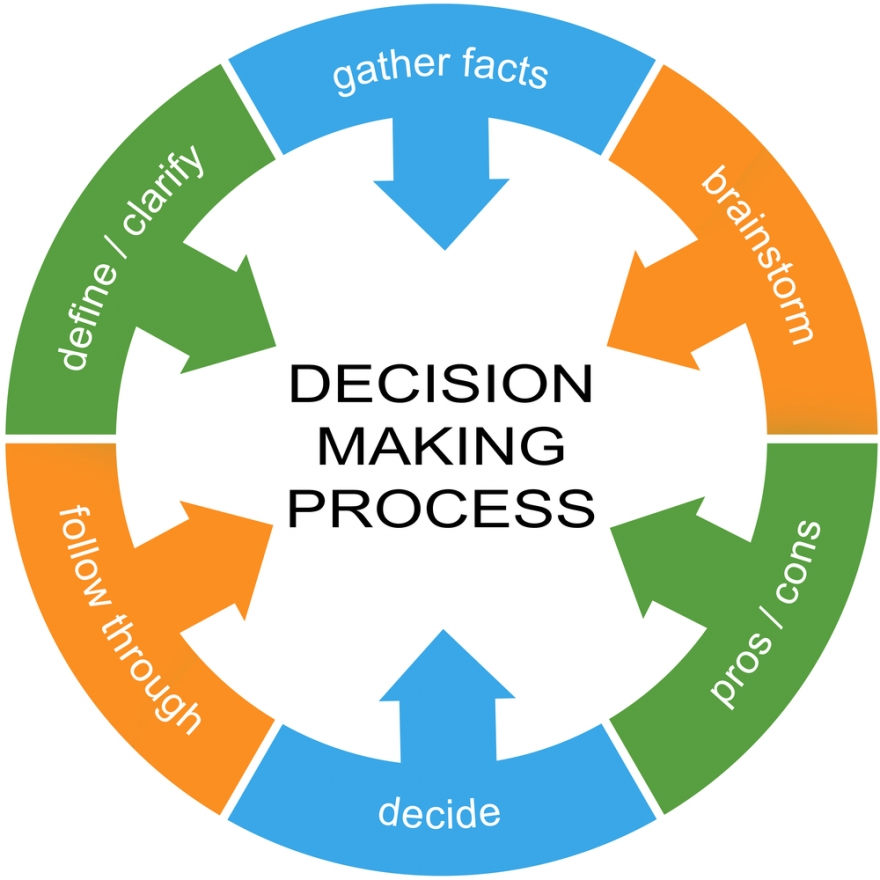 gather facts
brainstorm
pros / cons
decide
follow through
define / clarify
DECISION
MAKING
PROCESS